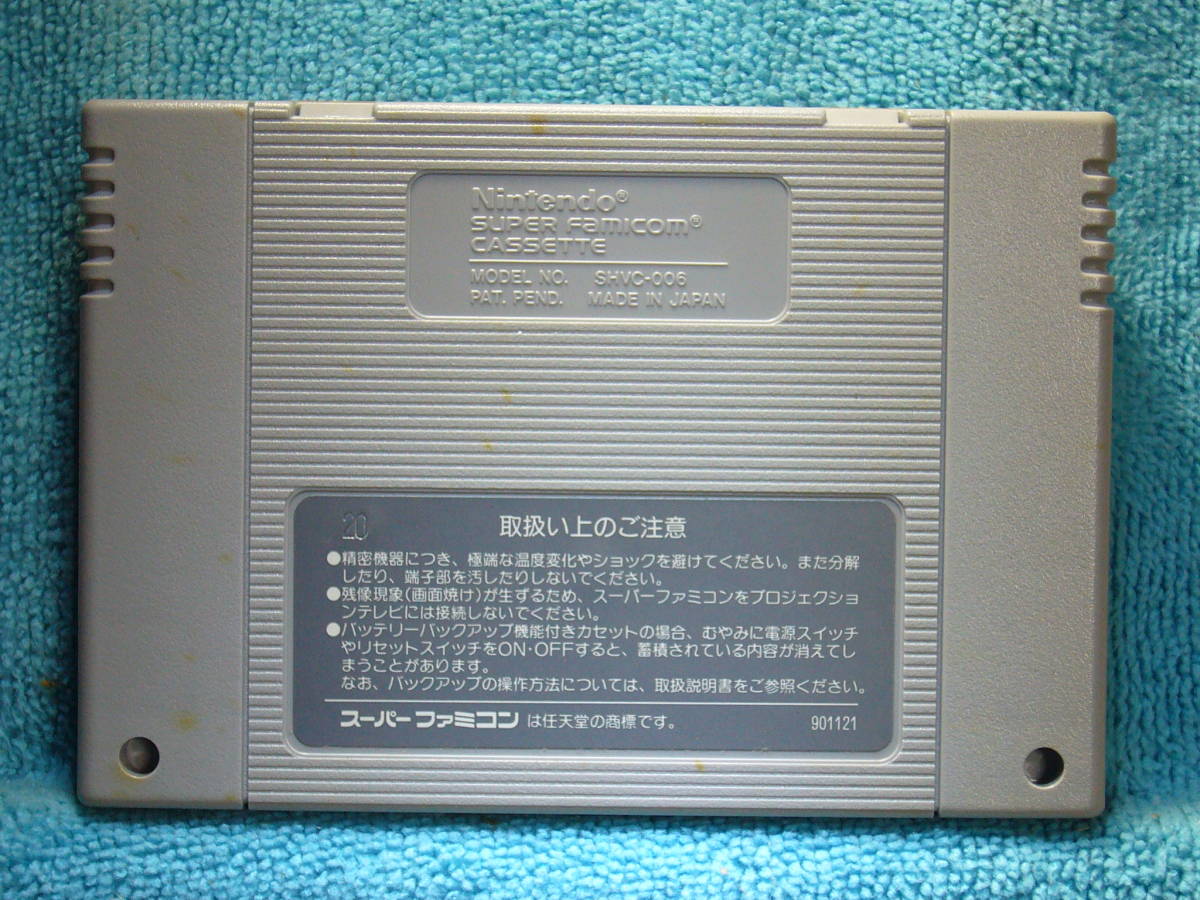 Nintendo®
SUPER FAMICOM®
CASSETTE
MODEL NO. SHVC-006
PAT. PEND. MADE IN JAPAN
20 取扱い上のご注意
●精密機器につき、極端な温度変化やショックを避けてください。また分解
したり、端子部を汚したりしないでください。
●残像現象(画面焼け)が生ずるため、スーパーファミコンをプロジェクショ
ンテレビには接続しないでください。
●バッテリーバックアップ機能付きカセットの場合、むやみに電源スイッチ
やリセットスイッチをON・OFFすると、蓄積されている内容が消えてし
まうことがあります。
なお、バックアップの操作方法については、取扱説明書をご参照ください。
スーパーファミコン は任天堂の商標です。 901121